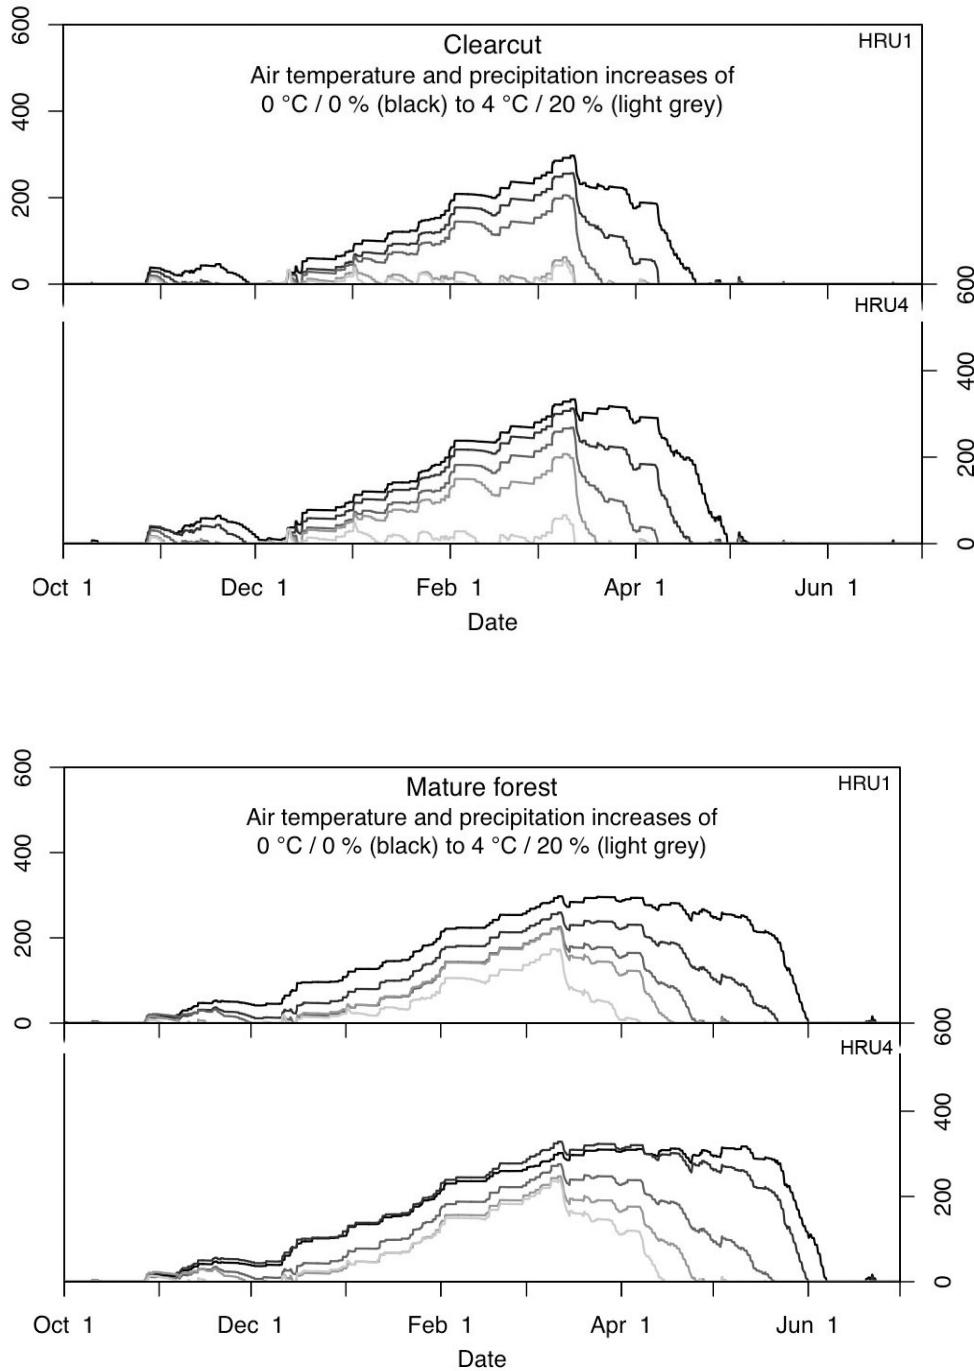 600
Clearcut
HRU1
Air temperature and precipitation increases of
0 °C / 0 % (black) to 4 °C / 20 % (light grey)
400
200
0
600
HRU4
400
200
0
Oct 1
Dec 1
Feb 1
Apr 1
Jun 1
Date
600
Mature forest
HRU1
Air temperature and precipitation increases of
0 °C / 0 % (black) to 4 °C / 20 % (light grey)
400
200
0
600
HRU4
400
200
0
Oct 1
Dec 1
Feb 1
Apr 1
Jun 1
Date